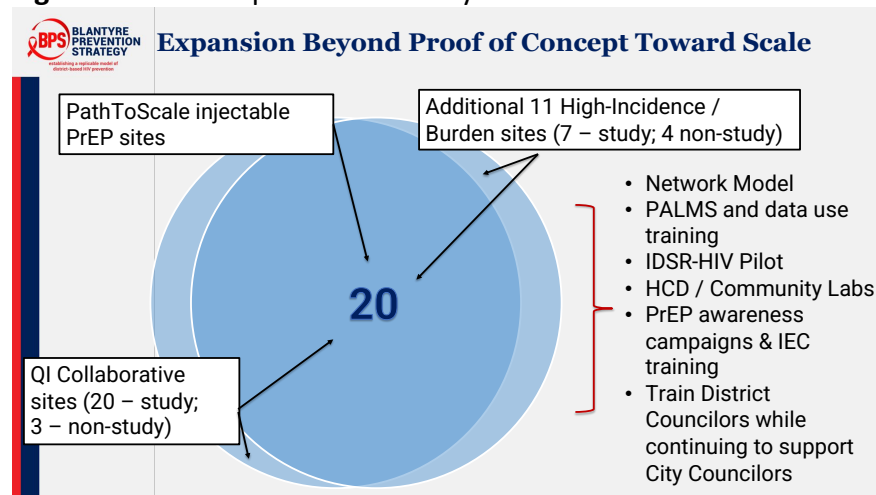 BPS
BLANTYRE
PREVENTION
STRATEGY
establishing a replicable model of
district-based HIV prevention
Expansion Beyond Proof of Concept Toward Scale
PathToScale injectable
PrEP sites
Additional 11 High-Incidence /
Burden sites (7 – study; 4 non-study)
20
QI Collaborative
sites (20 – study;
3 – non-study)
• Network Model
• PALMS and data use
training
• IDSR-HIV Pilot
• HCD / Community Labs
• PrEP awareness
campaigns & IEC
training
• Train District
Councilors while
continuing to support
City Councilors